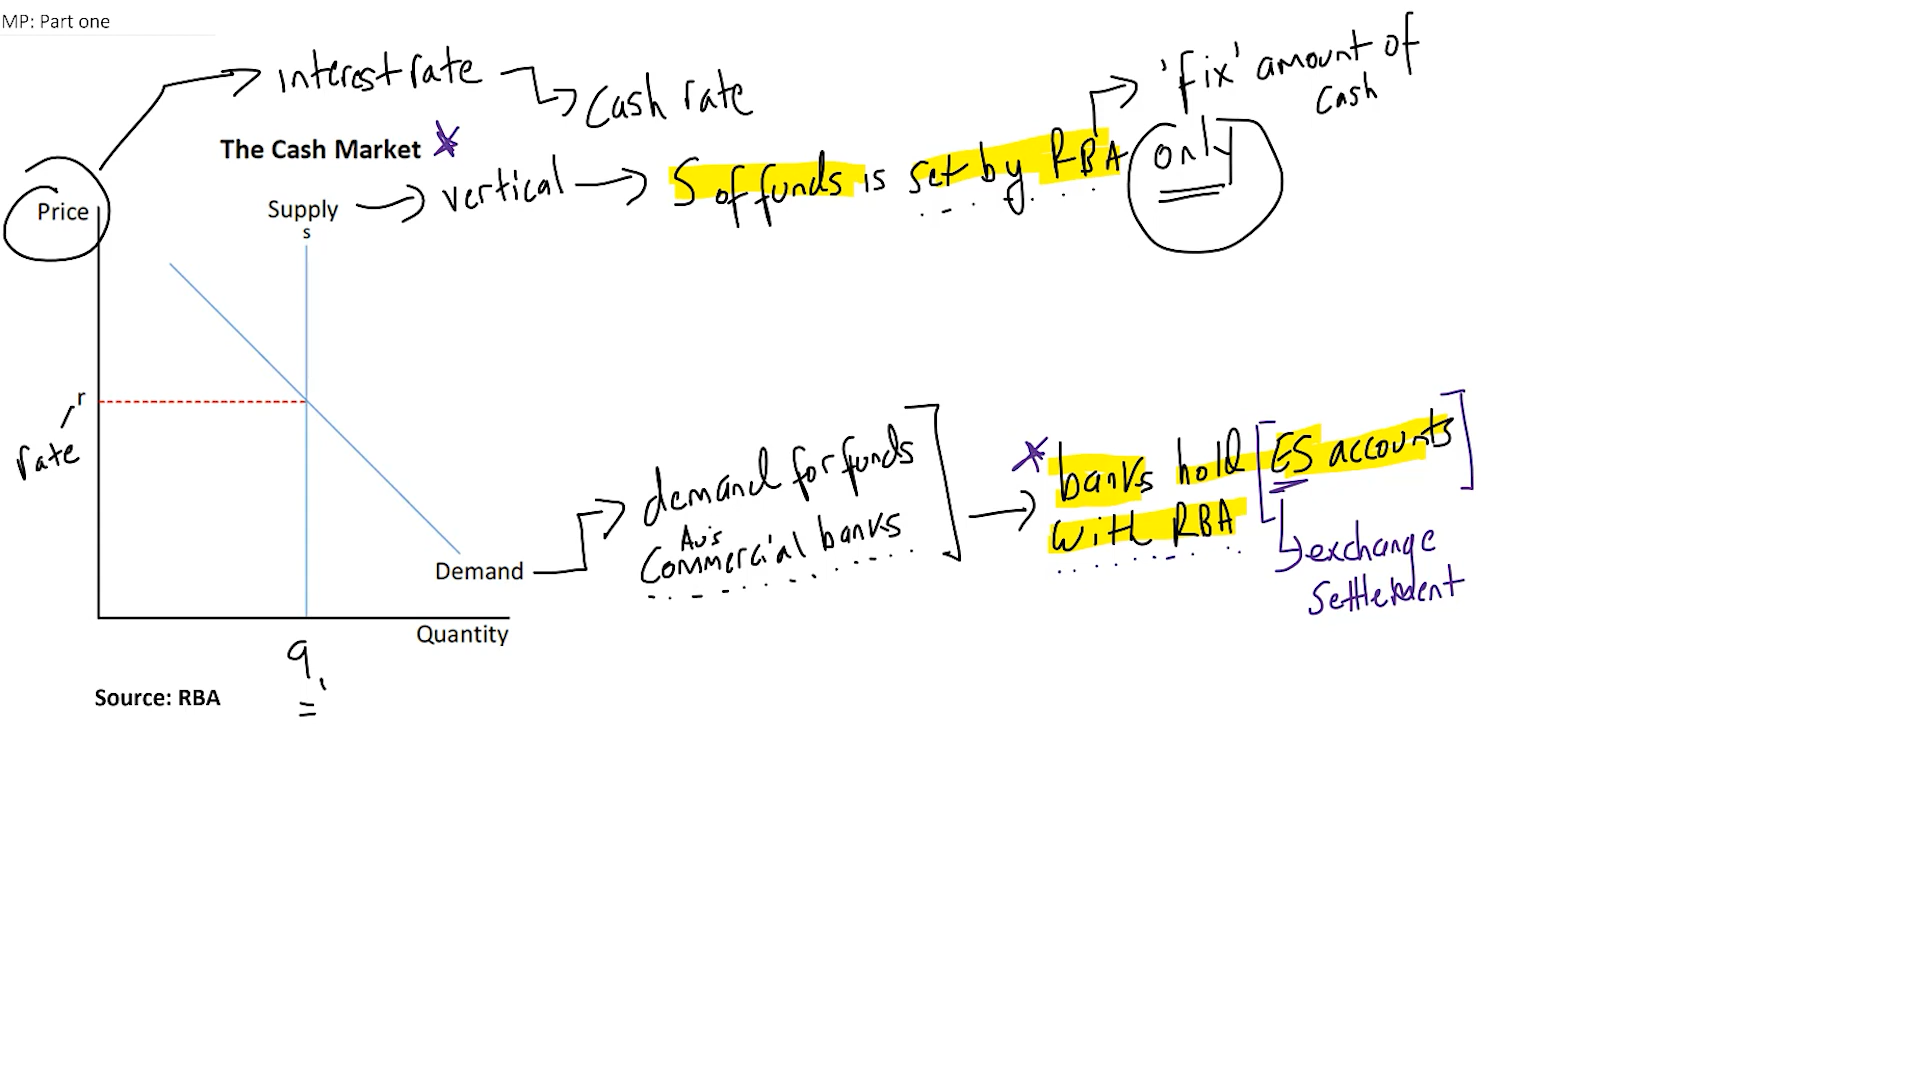 MP: Part one
interest rate
cash rate
'fix' amount of
cash
The Cash Market
Supply
s
vertical
S of funds is set by RBA only
Price
r
rate
demand for funds
Aus
Commercial banks
banks hold [ES accounts]
with RBA
exchange
Settlement
Demand
Quantity
q1
=
Source: RBA